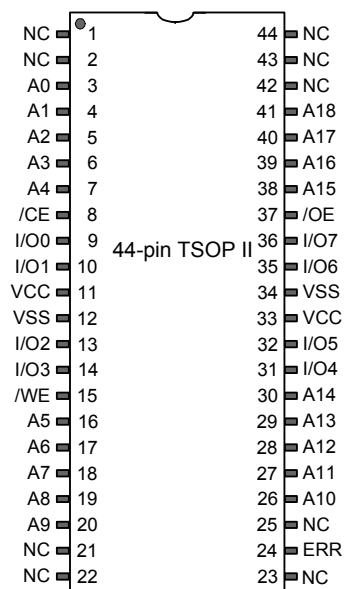 NC 1 44 NC
NC 2 43 NC
A0 3 42 NC
A1 4 41 A18
A2 5 40 A17
A3 6 39 A16
A4 7 38 A15
/CE 8 37 /OE
I/O0 9 36 I/O7
44-pin TSOP II
I/O1 10 35 I/O6
VCC 11 34 VSS
VSS 12 33 VCC
I/O2 13 32 I/O5
I/O3 14 31 I/O4
/WE 15 30 A14
A5 16 29 A13
A6 17 28 A12
A7 18 27 A11
A8 19 26 A10
A9 20 25 NC
NC 21 24 ERR
NC 22 23 NC